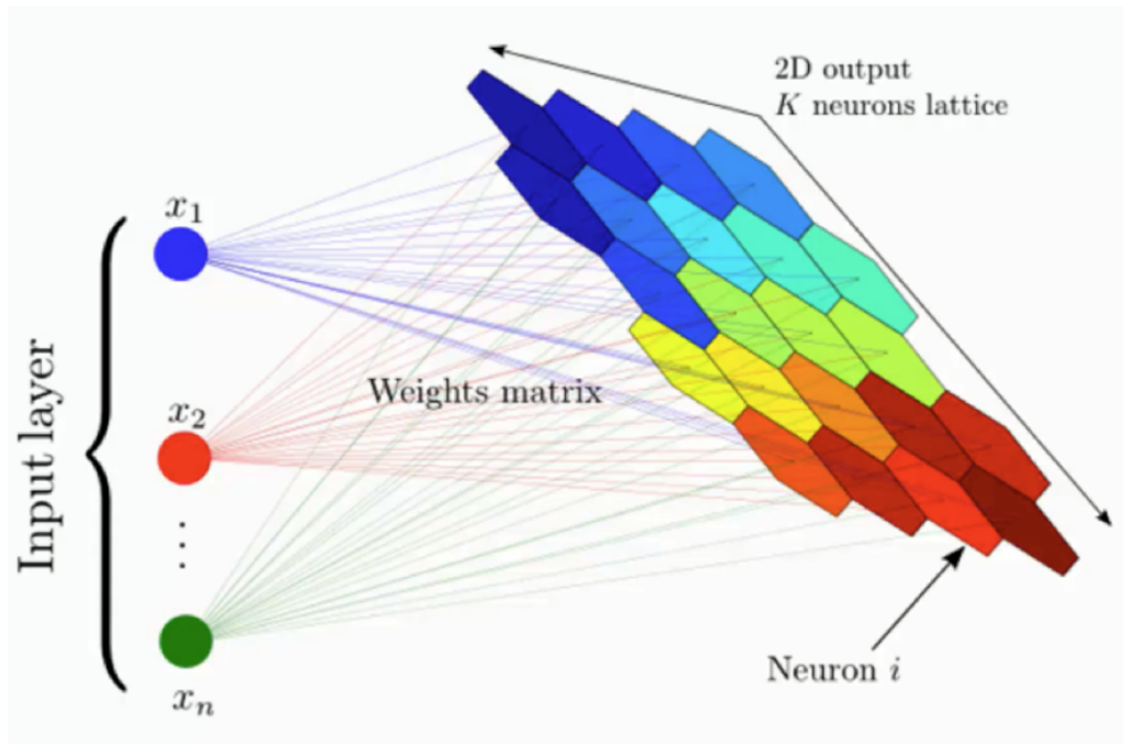 2D output
K neurons lattice
x₁
Input layer
Weights matrix
x₂
⋮
Neuron i
xₙ